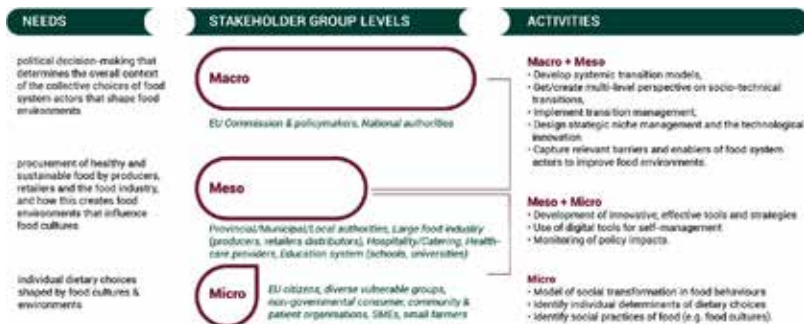 NEEDS
STAKEHOLDER GROUP LEVELS
ACTIVITIES
political decision-making that
determines the overall context
of the collective choices of food
system actors that shape food
environments
Macro
EU Commission & policymakers, National authorities
Macro + Meso
• Develop systemic transition models,
• Get/create multi-level perspective on socio-technical
transitions,
• Implement transition management,
• Design strategic niche management and the technological
innovation
• Capture relevant barriers and enablers of food system
actors to improve food environments.
procurement of healthy and
sustainable food by producers,
retailers and the food industry,
and how this creates food
environments that influence
food cultures
Meso
Provincial/Municipal/Local authorities, Large food industry
(producers, retailers distributors), Hospitality/Catering, Health-
care providers, Education system (schools, universities)
Meso + Micro
• Development of innovative, effective tools and strategies
• Use of digital tools for self-management
• Monitoring of policy impacts.
individual dietary choices
shaped by food cultures &
environments
Micro
EU citizens, diverse vulnerable groups,
non-governmental consumer, community &
patient organisations, SMEs, small farmers
Micro
• Model of social transformation in food behaviours
• Identify individual determinants of dietary choices
• Identify social practices of food (e.g. food cultures).